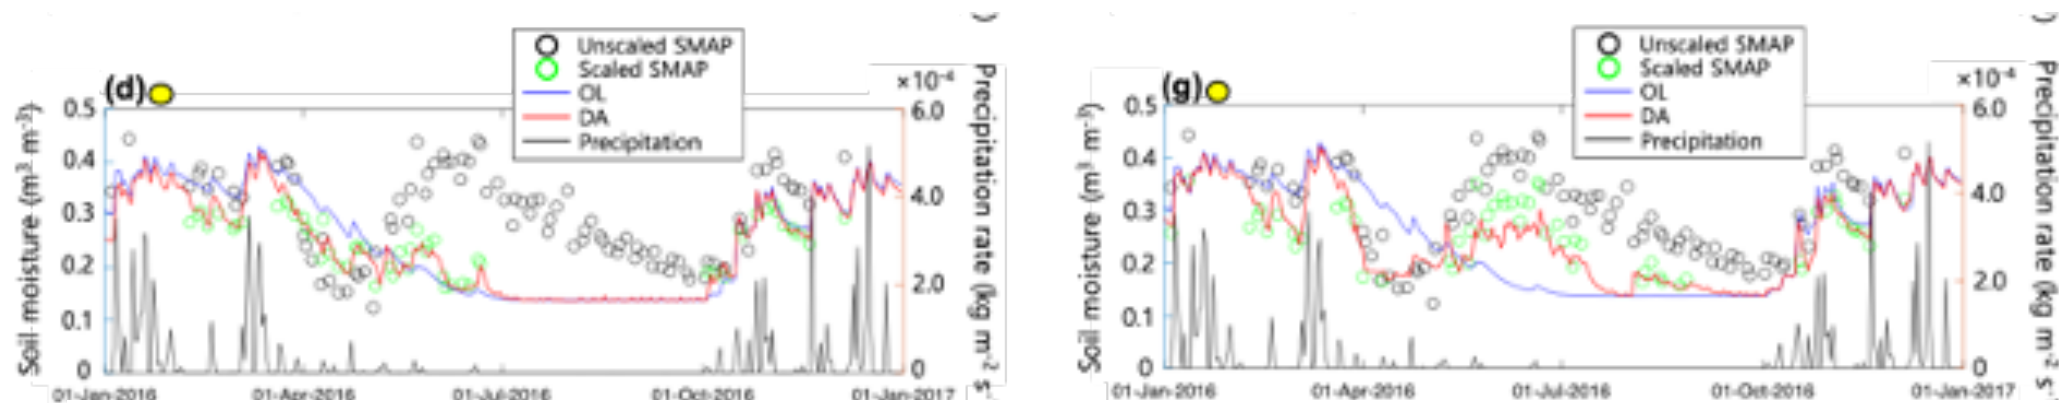 Unscaled SMAP
Scaled SMAP
OL
DA
Precipitation
(d)
×10⁻⁴
Soil moisture (m³ m⁻³)
0.5
0.4
0.3
0.2
0.1
0
6.0
4.0
2.0
0
)
Precipitation rate (kg m⁻² s⁻
01-Jan-2016
01-Apr-2016
01-Jul-2016
01-Oct-2016
01-Jan-2017
Unscaled SMAP
Scaled SMAP
OL
DA
Precipitation
(g)
×10⁻⁴
Soil moisture (m³ m⁻³)
0.5
0.4
0.3
0.2
0.1
0
6.0
4.0
2.0
0
)
Precipitation rate (kg m⁻² s⁻
01-Jan-2016
01-Apr-2016
01-Jul-2016
01-Oct-2016
01-Jan-2017